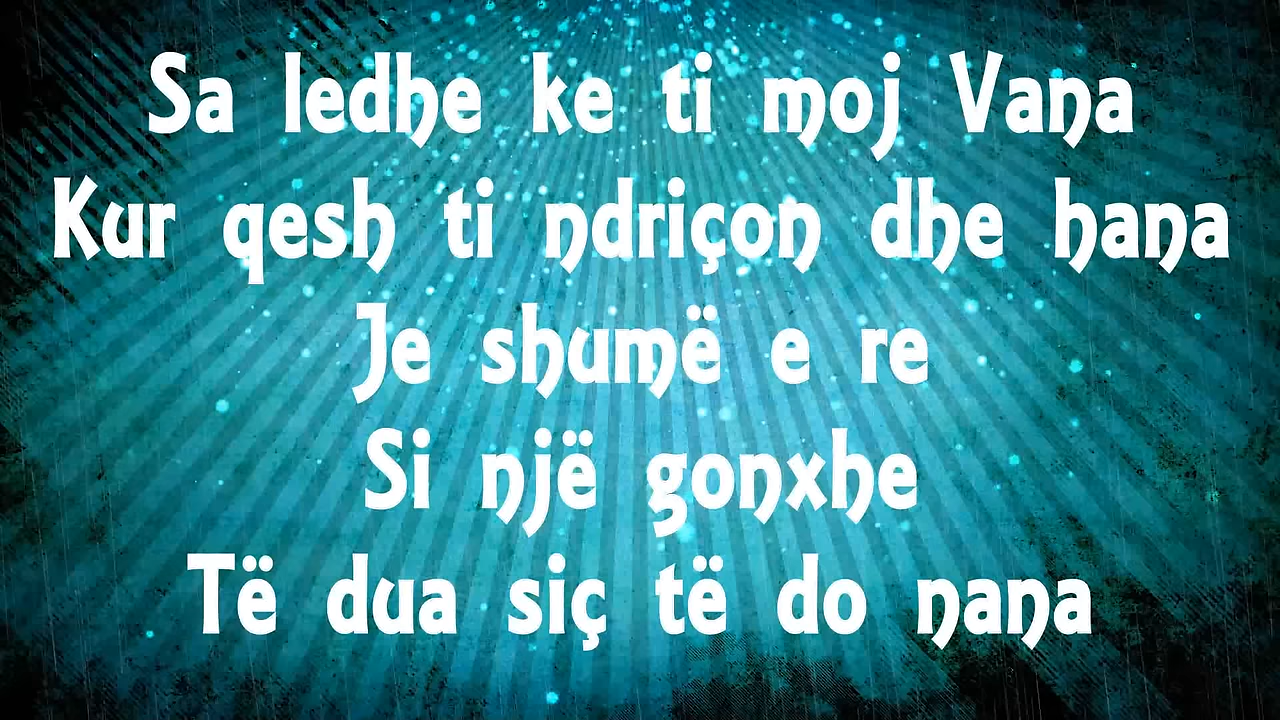 Sa ledhe ke ti moj Vana
Kur qesh ti ndriçon dhe hana
Je shumë e re
Si një gonxhe
Të dua siç të do nana